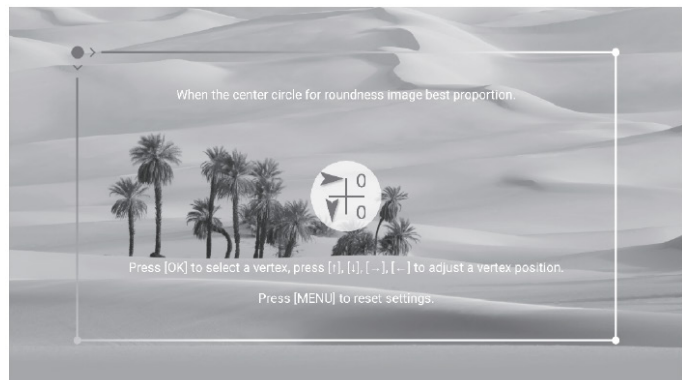 When the center circle for roundness image best proportion.
0
0
Press [OK] to select a vertex, press [↑], [↓], [→], [←] to adjust a vertex position.
Press [MENU] to reset settings.